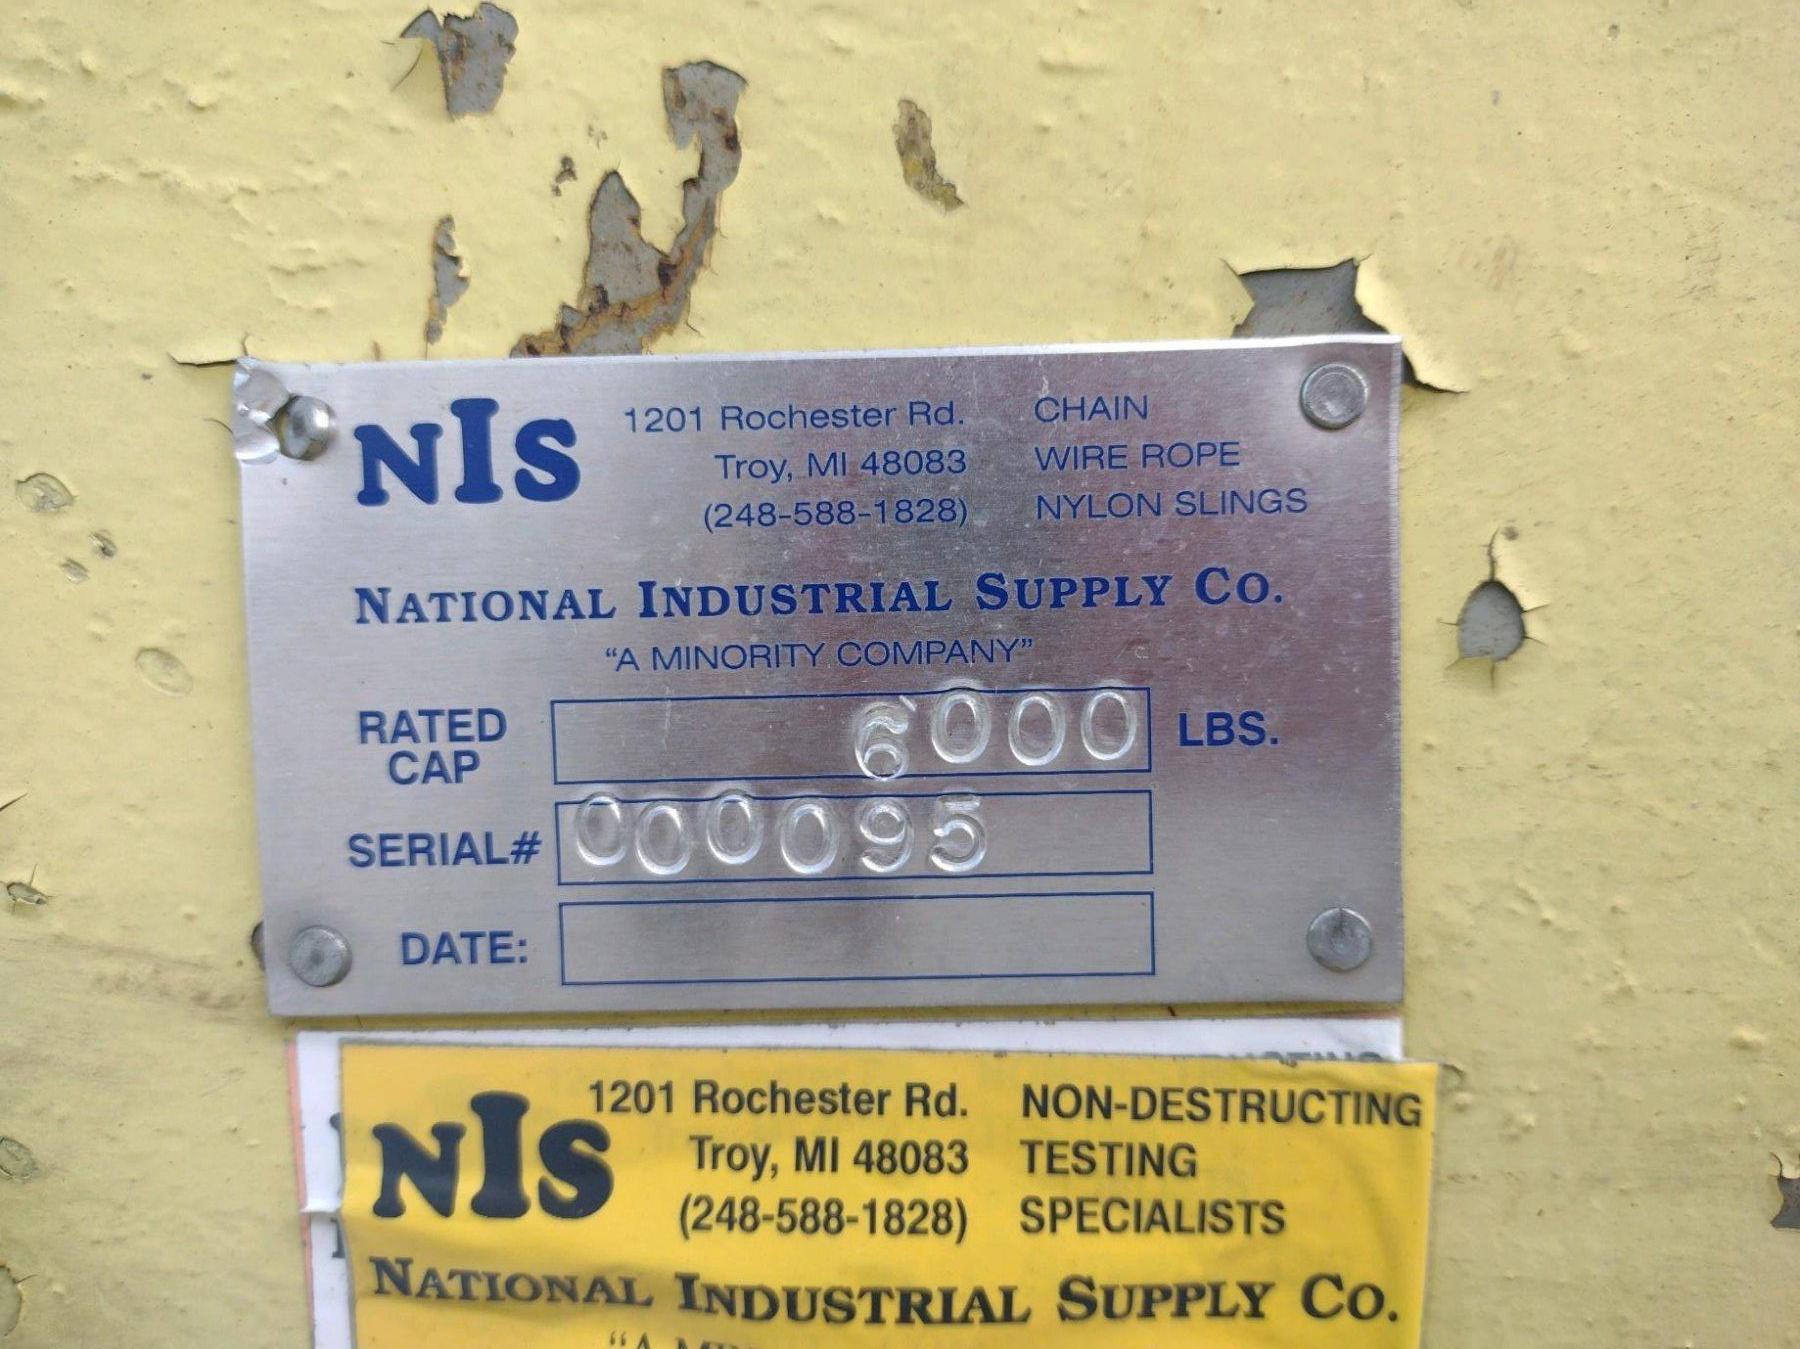 NIS
1201 Rochester Rd.
Troy, MI 48083
(248-588-1828)
CHAIN
WIRE ROPE
NYLON SLINGS
NATIONAL INDUSTRIAL SUPPLY CO.
“A MINORITY COMPANY”
RATED
CAP
6000 LBS.
SERIAL# 000095
DATE:
NIS
1201 Rochester Rd.
Troy, MI 48083
(248-588-1828)
NON-DESTRUCTING
TESTING
SPECIALISTS
NATIONAL INDUSTRIAL SUPPLY CO.
“A